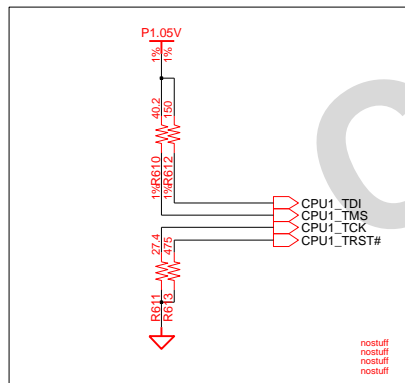 P1.05V
1%
1%
40.2
150
1% R610
1% R612
CPU1_TDI
CPU1_TMS
CPU1_TCK
CPU1_TRST#
27.4
475
R611
R613
nostuff
nostuff
nostuff
nostuff
C